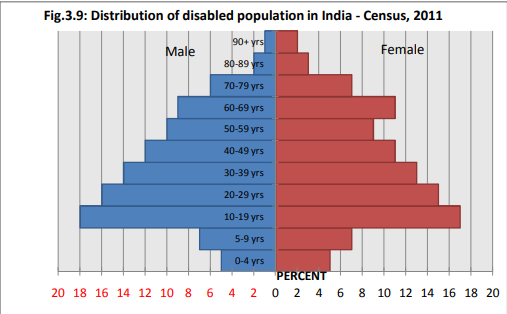 Fig.3.9: Distribution of disabled population in India - Census, 2011
Male
Female
90+ yrs
80-89 yrs
70-79 yrs
60-69 yrs
50-59 yrs
40-49 yrs
30-39 yrs
20-29 yrs
10-19 yrs
5-9 yrs
0-4 yrs
PERCENT
20 18 16 14 12 10 8 6 4 2 0 2 4 6 8 10 12 14 16 18 20